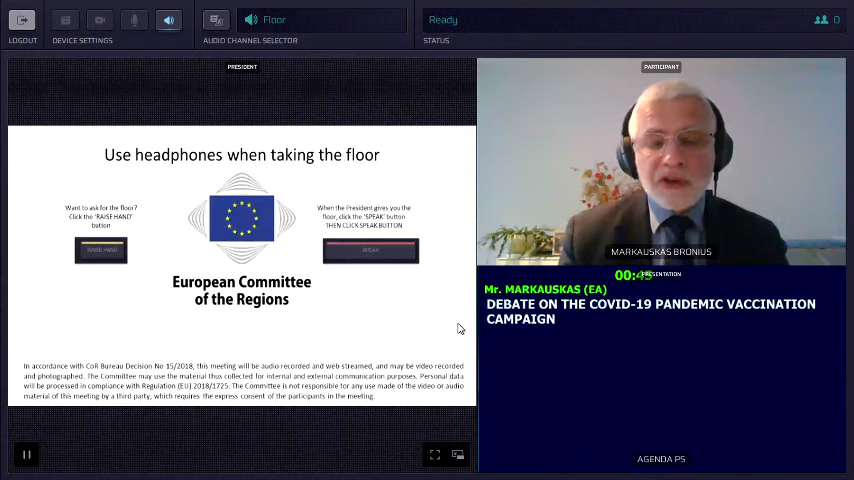 Floor
Ready
0
LOGOUT
DEVICE SETTINGS
AUDIO CHANNEL SELECTOR
STATUS
PRESIDENT
Use headphones when taking the floor
Want to ask for the floor?
Click the 'RAISE HAND'
button
RAISE HAND
When the President gives you the
floor, click the 'SPEAK' button
THEN CLICK SPEAK BUTTON
SPEAK
European Committee
of the Regions
In accordance with CoR Bureau Decision No 15/2018, this meeting will be audio recorded and web streamed, and may be video recorded
and photographed. The Committee may use the material thus collected for internal and external communication purposes. Personal data
will be processed in compliance with Regulation (EU) 2018/1725. The Committee is not responsible for any use made of the video or audio
material of this meeting by a third party, which requires the express consent of the participants in the meeting.
PARTICIPANT
MARKAUSKAS BRONIUS
PRESENTATION
Mr. MARKAUSKAS (EA)
DEBATE ON THE COVID-19 PANDEMIC VACCINATION
CAMPAIGN
AGENDA PS